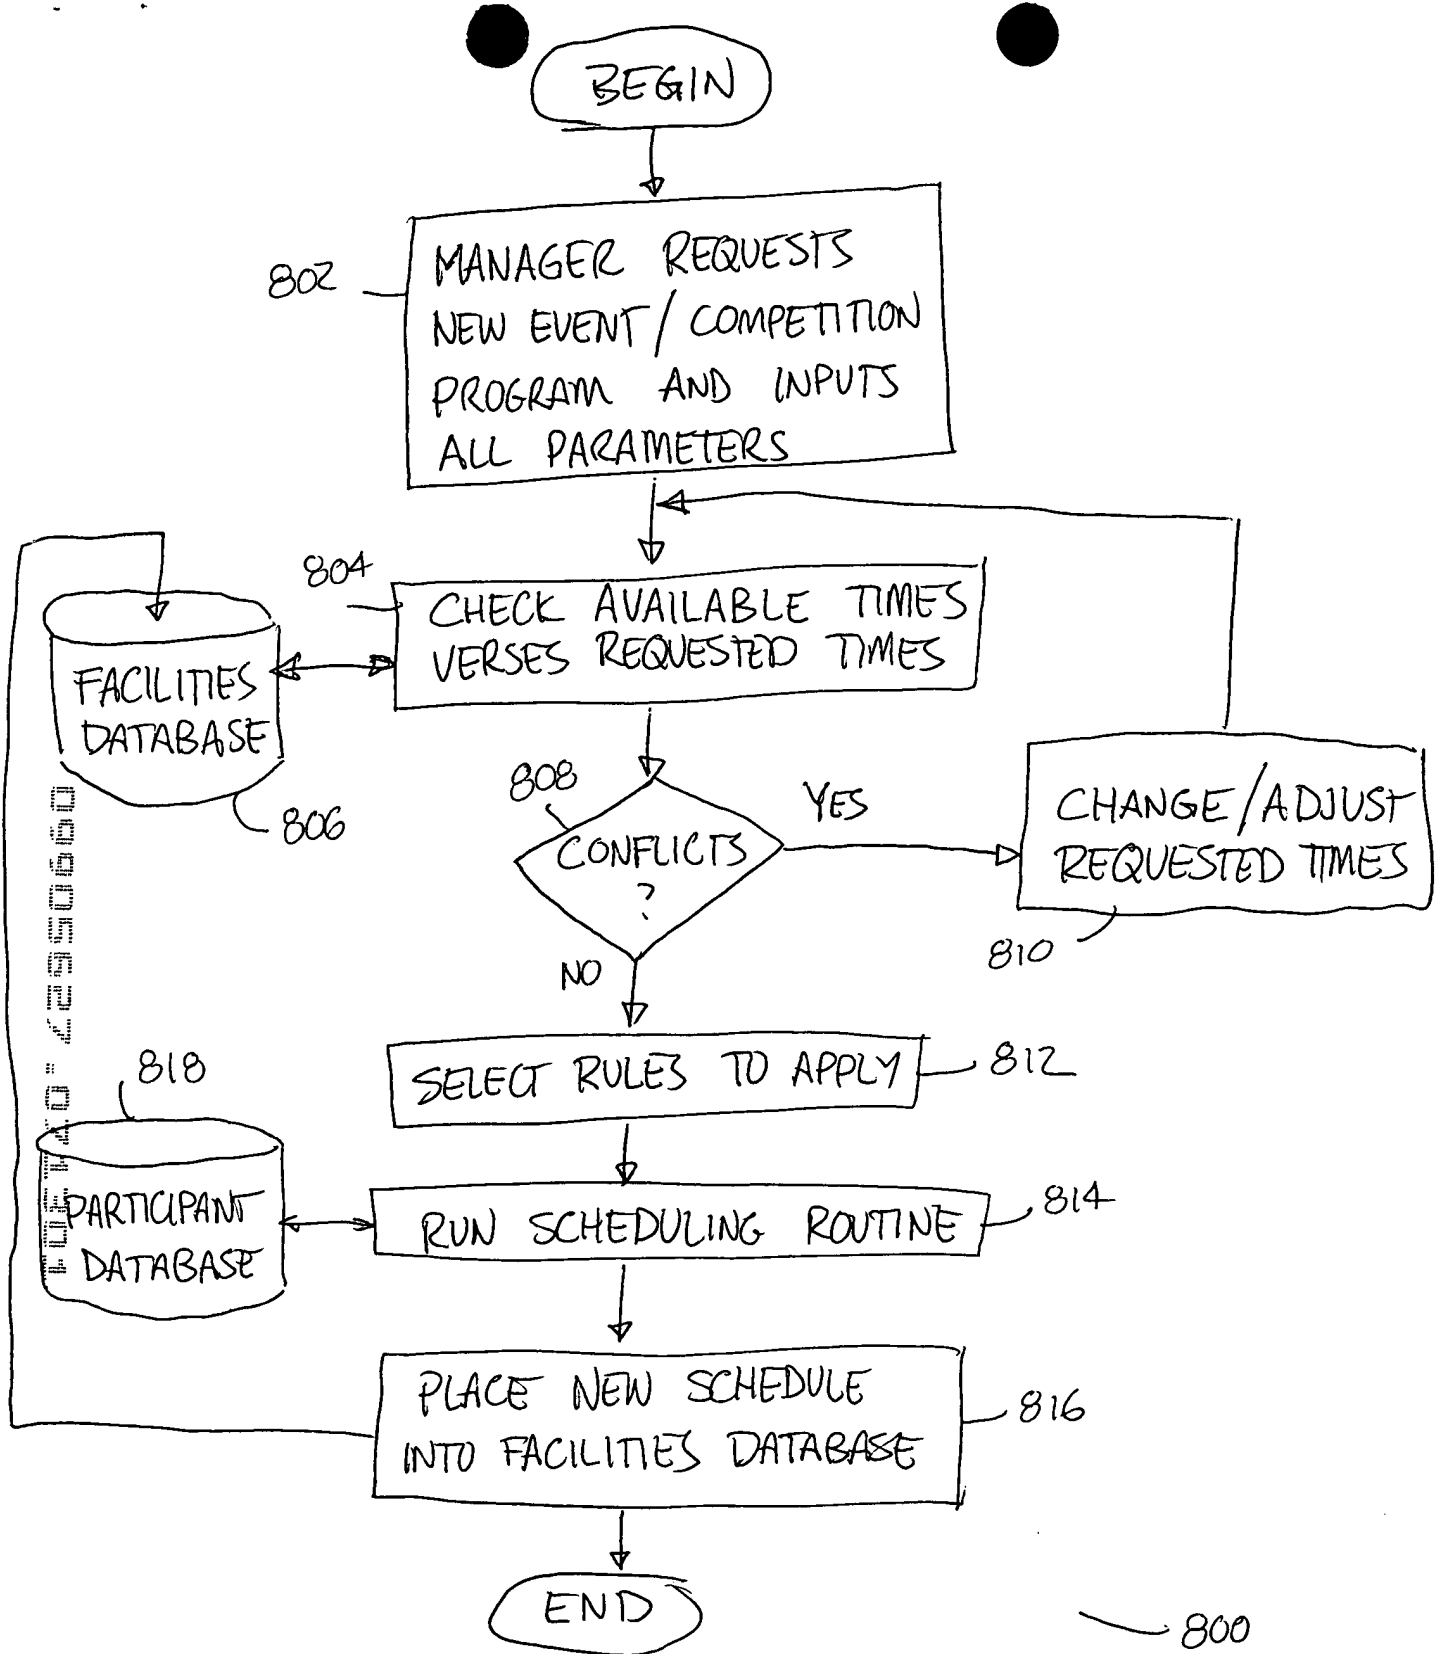 BEGIN
802
MANAGER REQUESTS
NEW EVENT/COMPETITION
PROGRAM AND INPUTS
ALL PARAMETERS
804
CHECK AVAILABLE TIMES
VERSES REQUESTED TIMES
FACILITIES
DATABASE
806
808
CONFLICTS
?
YES
CHANGE/ADJUST
REQUESTED TIMES
810
NO
SELECT RULES TO APPLY
812
818
PARTICIPANT
DATABASE
RUN SCHEDULING ROUTINE
814
PLACE NEW SCHEDULE
INTO FACILITIES DATABASE
816
END
800